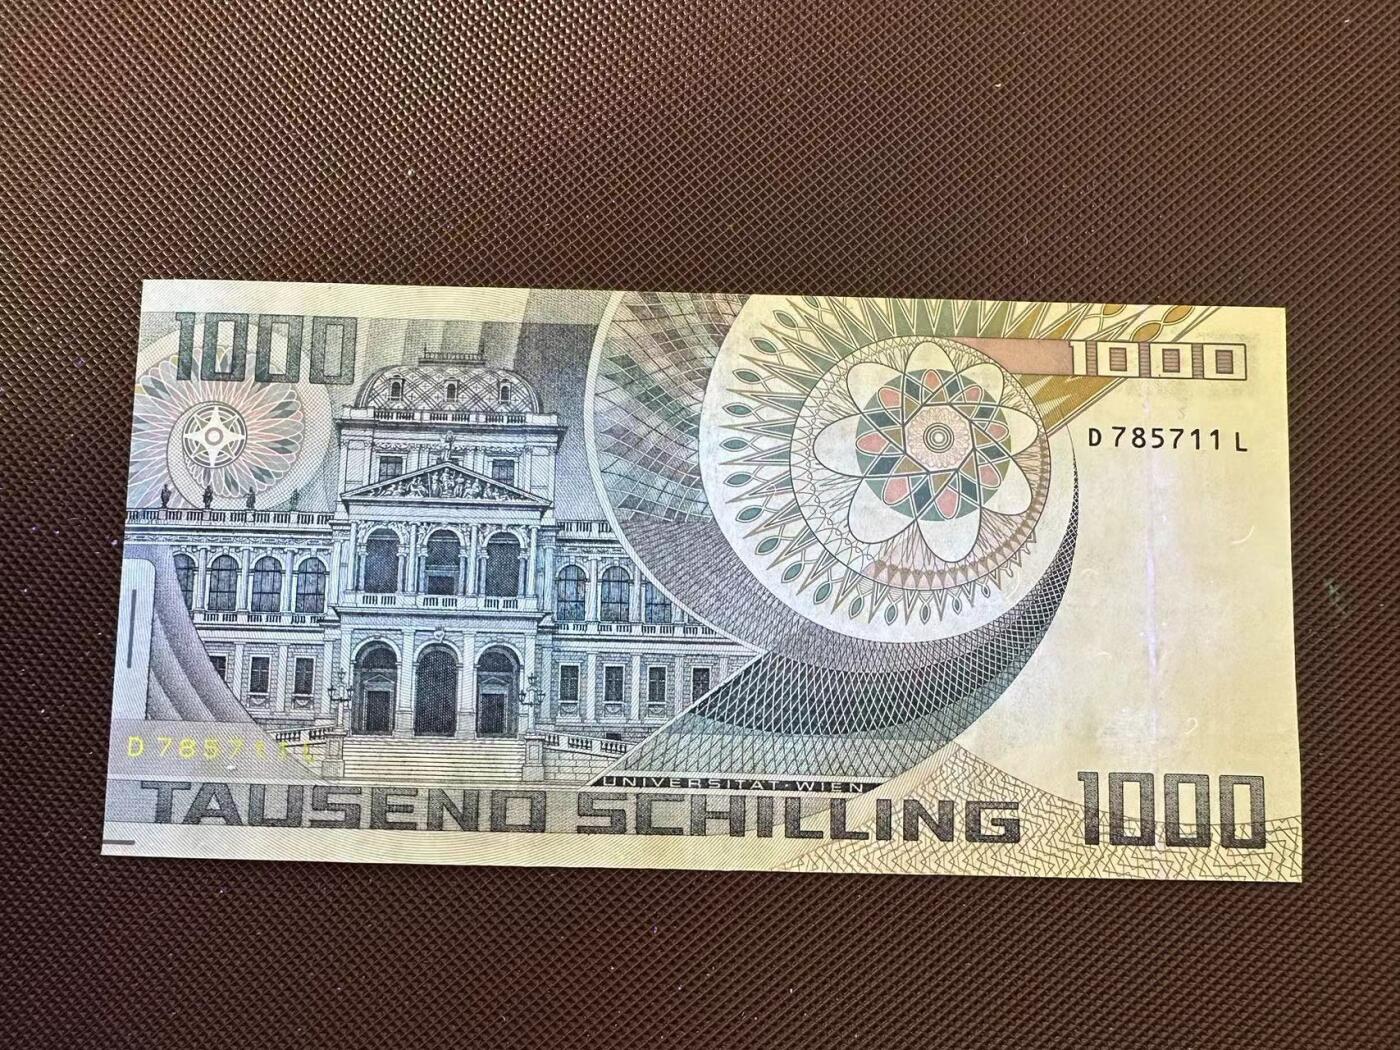 1000
1000
D 785711 L
D 785711 L
UNIVERSITÄT-WIEN
TAUSEND SCHILLING
1000